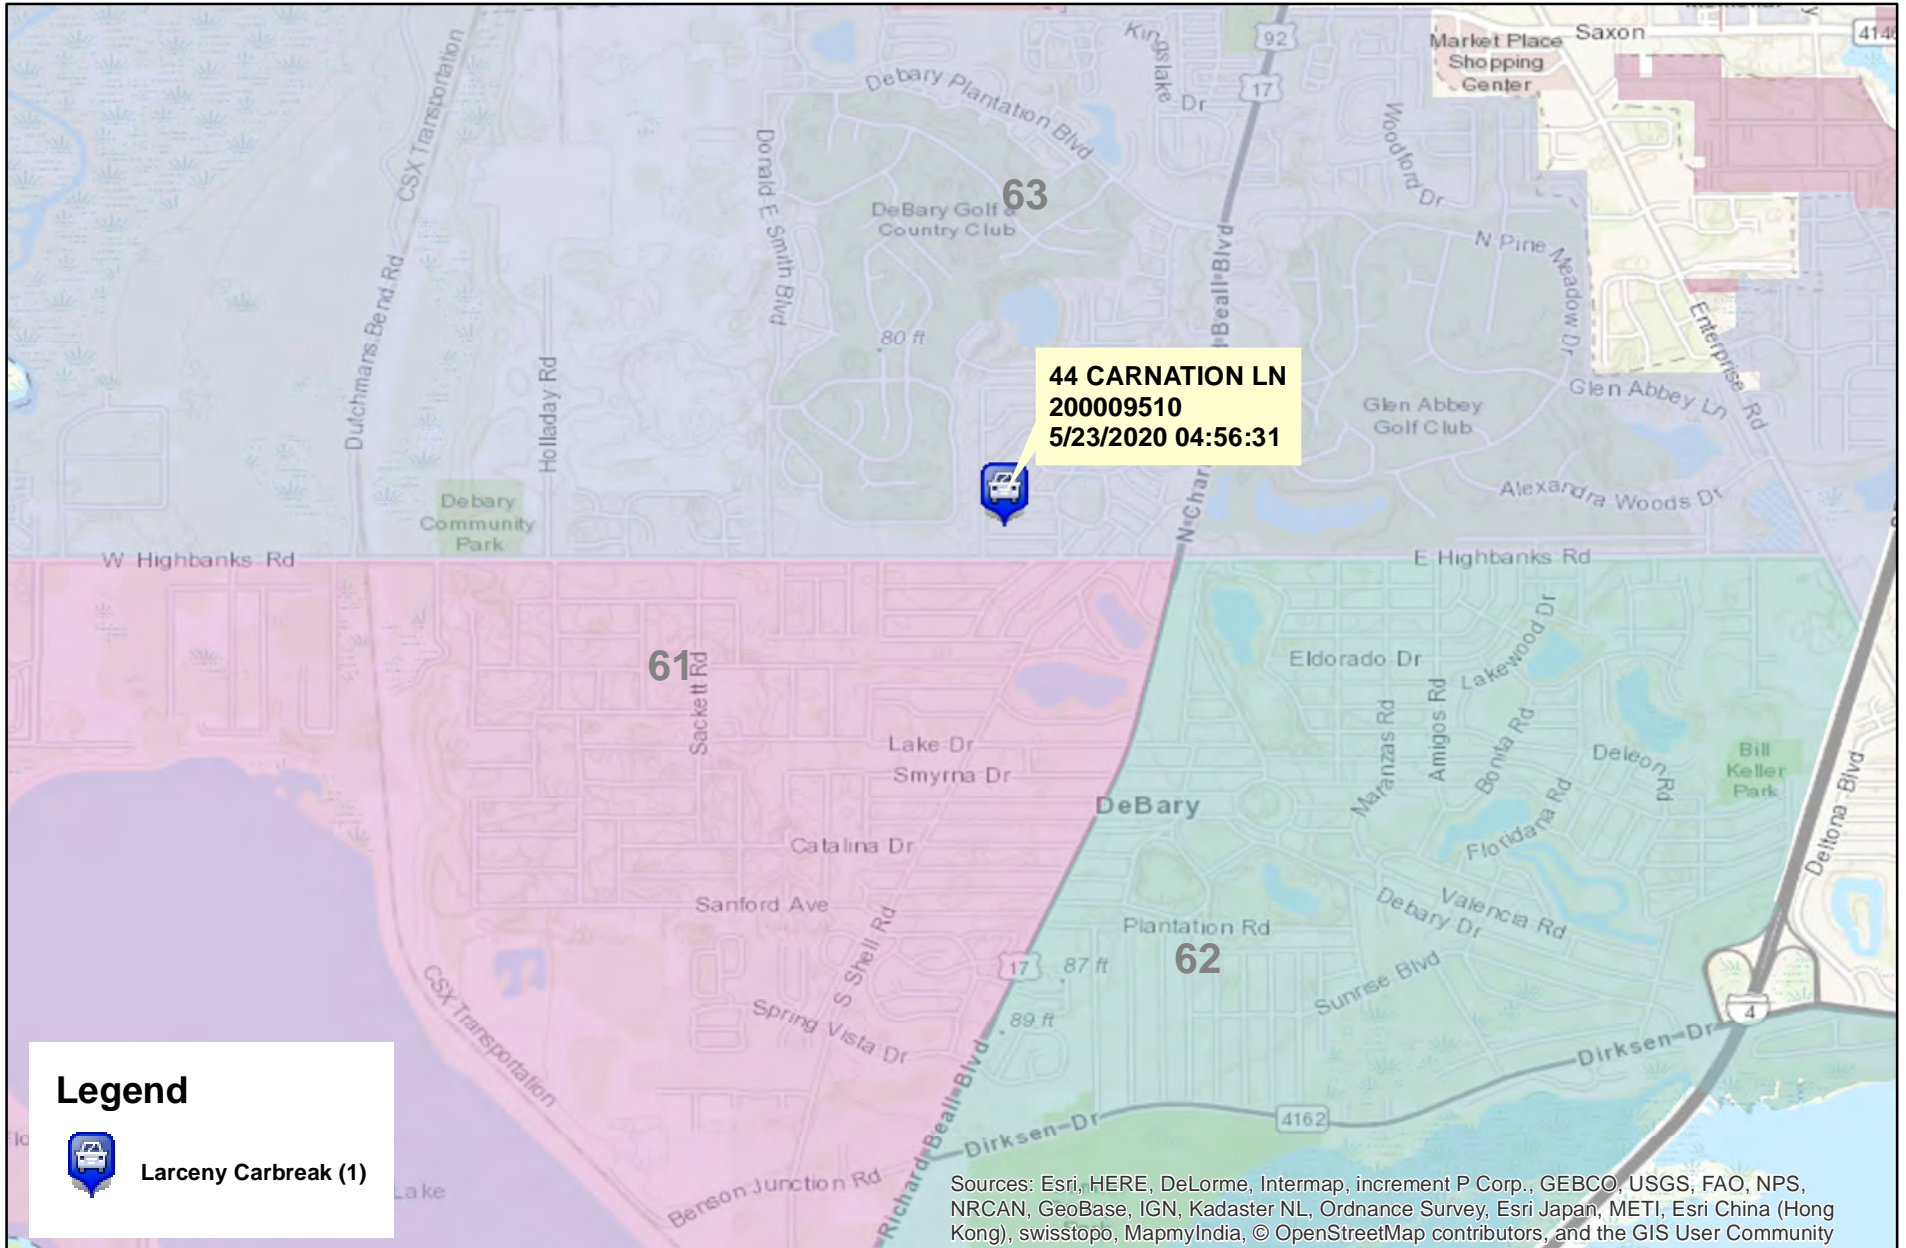 CSX Transportation
Kingslake Dr
92
17
Market Place
Shopping
Center
Saxon
Debary Plantation Blvd
Woodford Dr
Donald E Smith Blvd
63
DeBary Golf &
Country Club
N Pine Meadow Dr
Dutchmans Bend Rd
Holladay Rd
80 ft
Beall Blvd
Enterprise Rd
44 CARNATION LN
200009510
5/23/2020 04:56:31
Glen Abbey
Golf Club
Glen Abbey Ln
Debary
Community
Park
Alexandra Woods Dr
W Highbanks Rd
E Highbanks Rd
61
Sackett Rd
Eldorado Dr
Lakewood Dr
Maranzas Rd
Amigos Rd
Bonita Rd
Deleon Rd
Bill
Keller
Park
Lake Dr
Smyrna Dr
DeBary
Floridana Rd
Deltona Blvd
Catalina Dr
Sanford Ave
S Shell Rd
Plantation Rd
62
Valencia Rd
Debary Dr
Sunrise Blvd
17
87 ft
89 ft
Spring Vista Dr
CSX Transportation
4
Dirksen Dr
4162
Dirksen Dr
Richard Beall Blvd
Benson Junction Rd
Lake
Legend
Larceny Carbreak (1)
Sources: Esri, HERE, DeLorme, Intermap, increment P Corp., GEBCO, USGS, FAO, NPS,
NRCAN, GeoBase, IGN, Kadaster NL, Ordnance Survey, Esri Japan, METI, Esri China (Hong
Kong), swisstopo, MapmyIndia, © OpenStreetMap contributors, and the GIS User Community